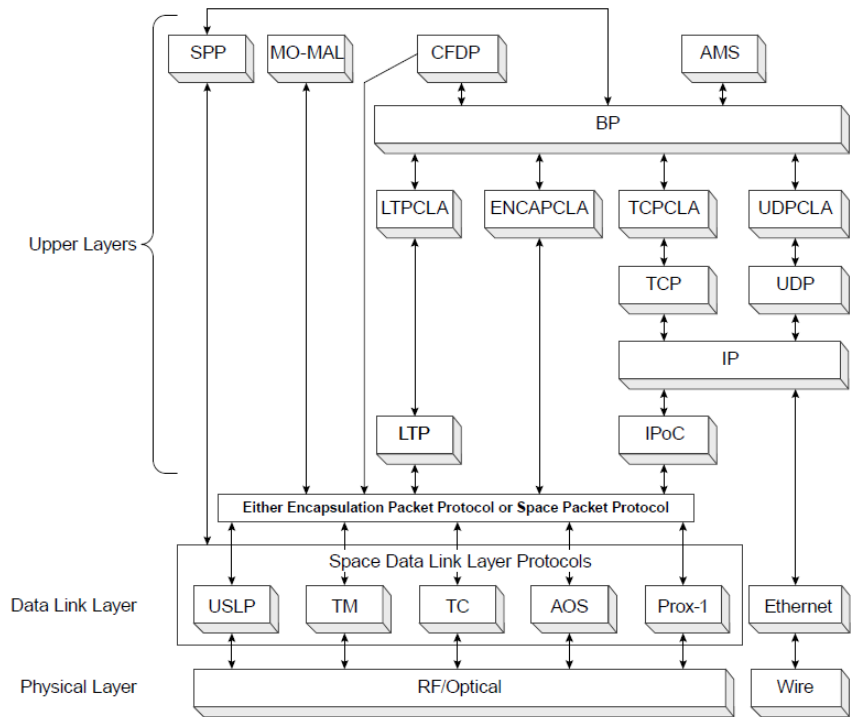 SPP
MO-MAL
CFDP
AMS
BP
LTPCLA
ENCAPCLA
TCPCLA
UDPCLA
Upper Layers
TCP
UDP
IP
LTP
IPoC
Either Encapsulation Packet Protocol or Space Packet Protocol
Space Data Link Layer Protocols
Data Link Layer
USLP
TM
TC
AOS
Prox-1
Ethernet
Physical Layer
RF/Optical
Wire